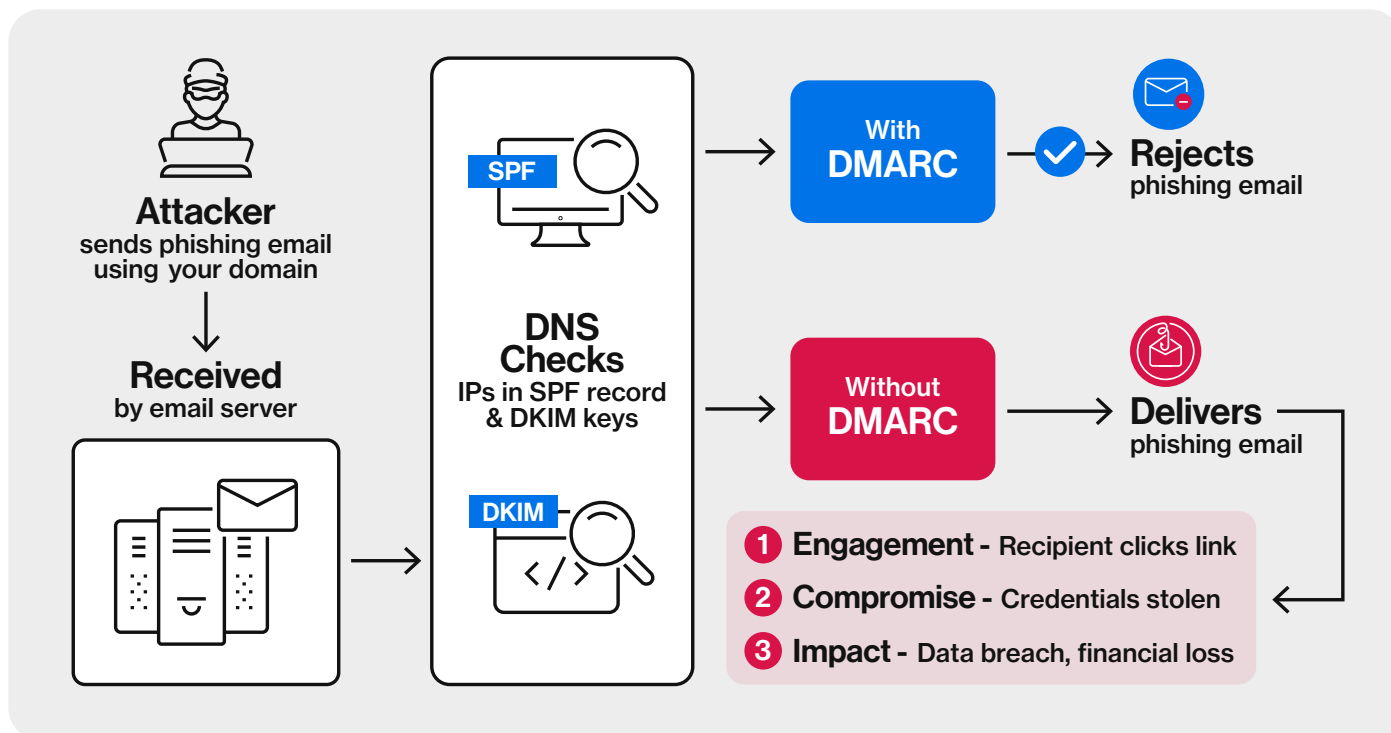 Attacker
sends phishing email
using your domain
Received
by email server
SPF
DNS
Checks
IPs in SPF record
& DKIM keys
DKIM
With
DMARC
Rejects
phishing email
Without
DMARC
Delivers
phishing email
1 Engagement - Recipient clicks link
2 Compromise - Credentials stolen
3 Impact - Data breach, financial loss